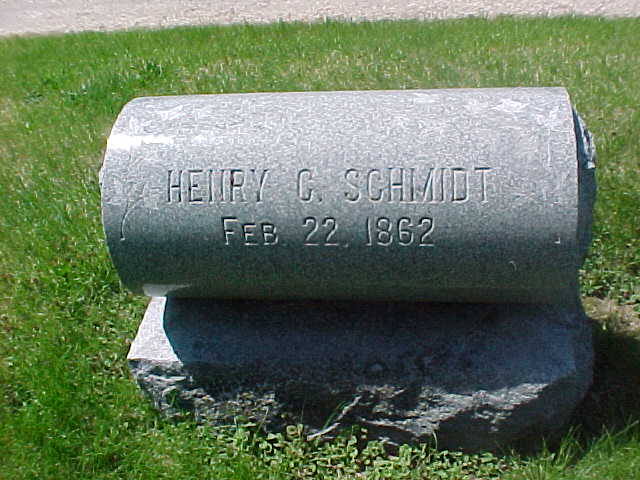 HENRY C. SCHMIDT
FEB. 22, 1862